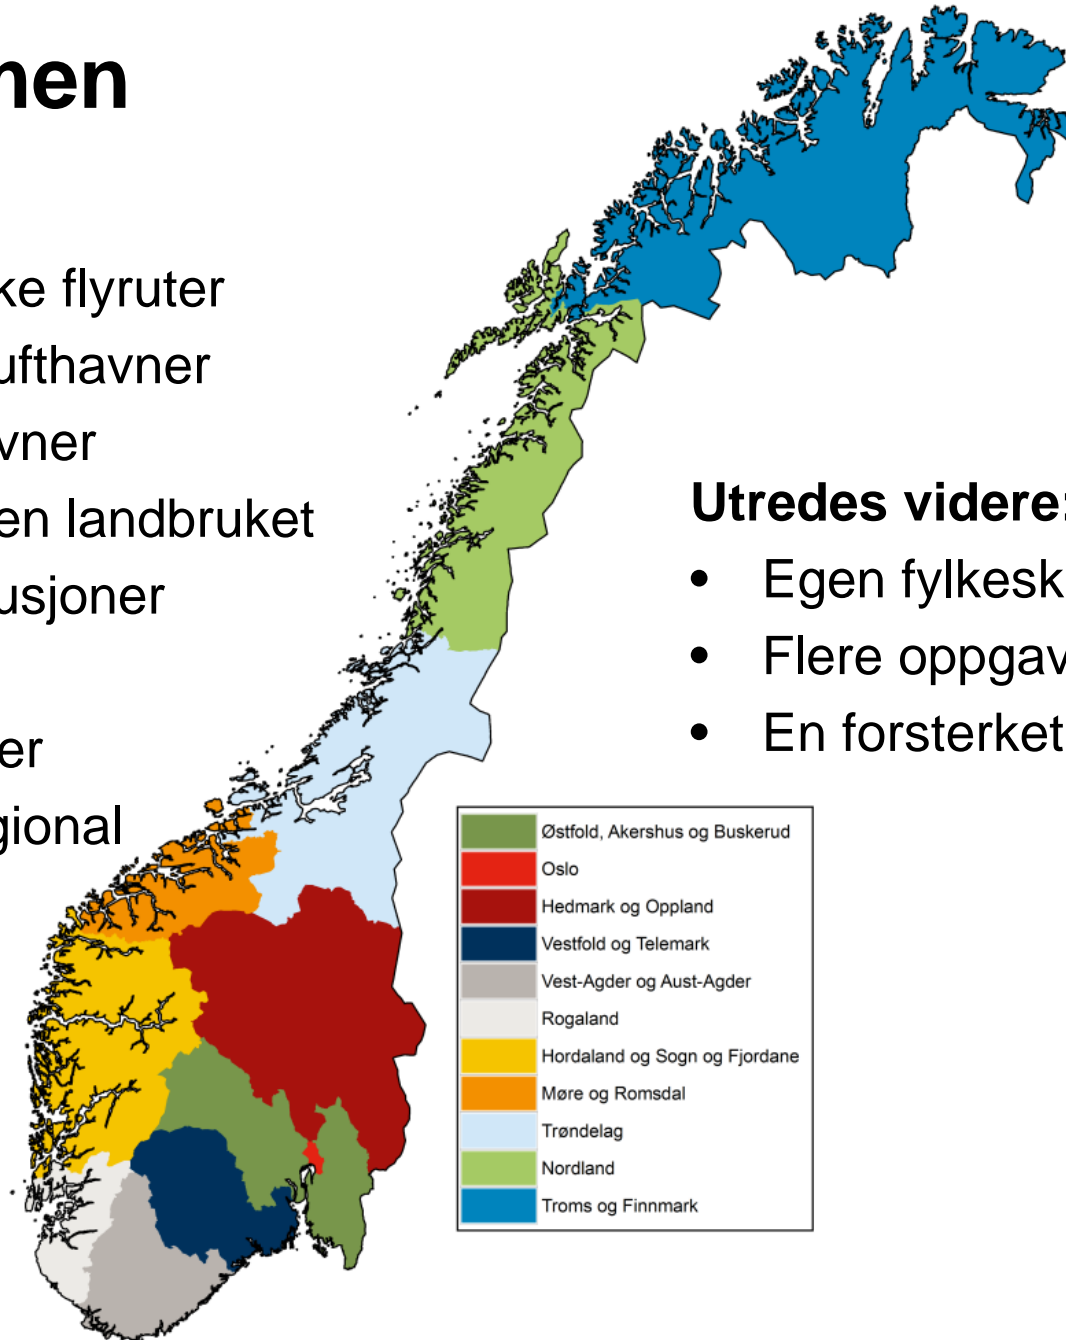 nen
ke flyruter
ufthavner
vner
en landbruket
usjoner
er
gional
Utredes videre:
• Egen fylkesk
• Flere oppgav
• En forsterket
Østfold, Akershus og Buskerud
Oslo
Hedmark og Oppland
Vestfold og Telemark
Vest-Agder og Aust-Agder
Rogaland
Hordaland og Sogn og Fjordane
Møre og Romsdal
Trøndelag
Nordland
Troms og Finnmark